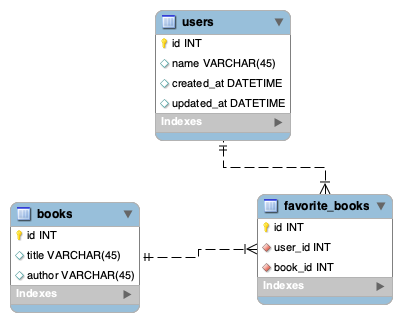 users
id INT
name VARCHAR(45)
created_at DATETIME
updated_at DATETIME
Indexes
books
id INT
title VARCHAR(45)
author VARCHAR(45)
Indexes
favorite_books
id INT
user_id INT
book_id INT
Indexes